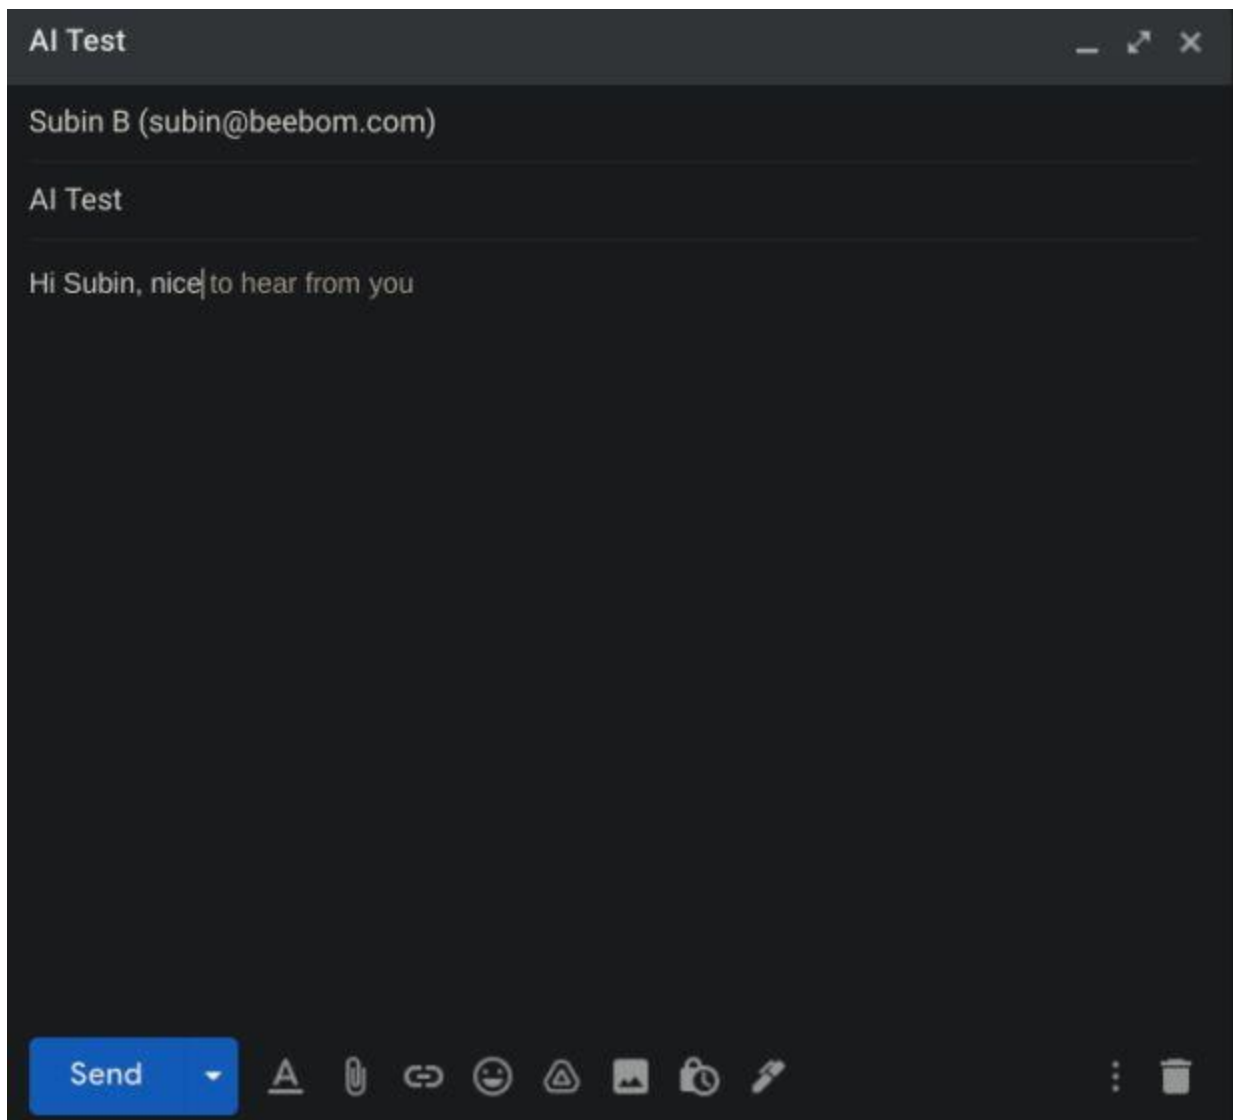 AI Test
Subin B (subin@beebom.com)
AI Test
Hi Subin, nice to hear from you
Send